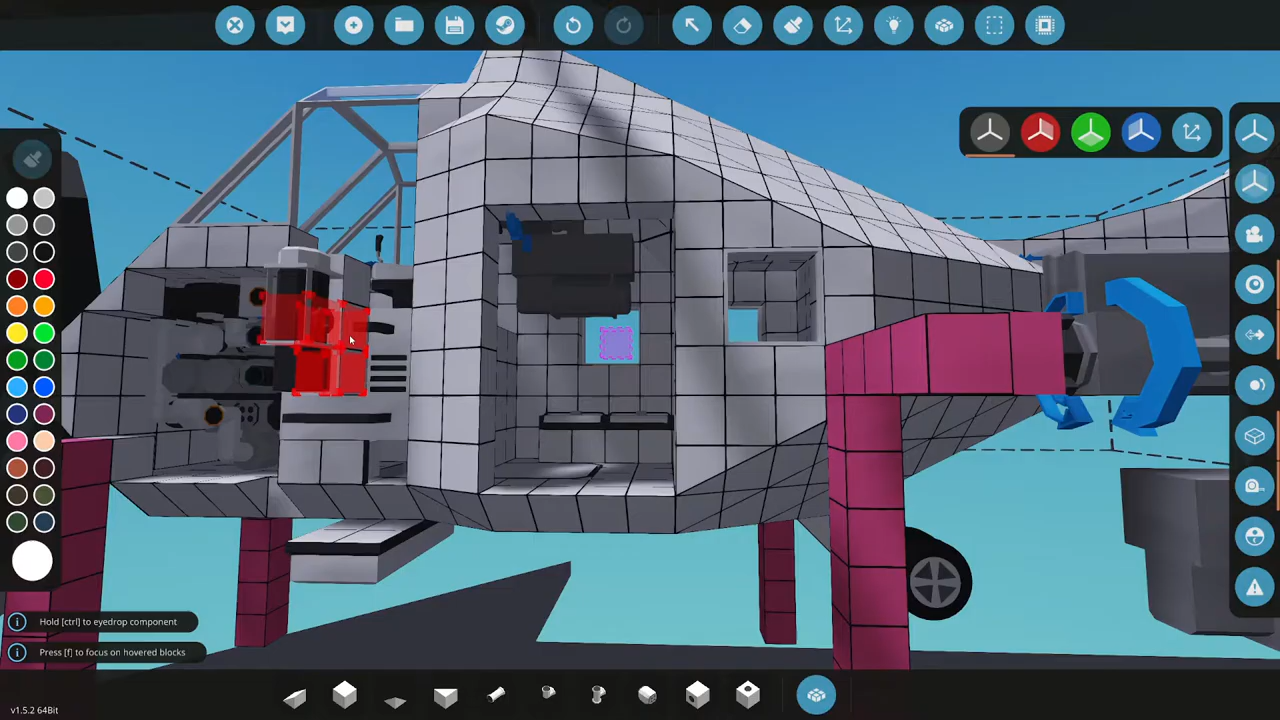 Hold [ctrl] to eyedrop component
Press [f] to focus on hovered blocks
v1.5.2 64Bit